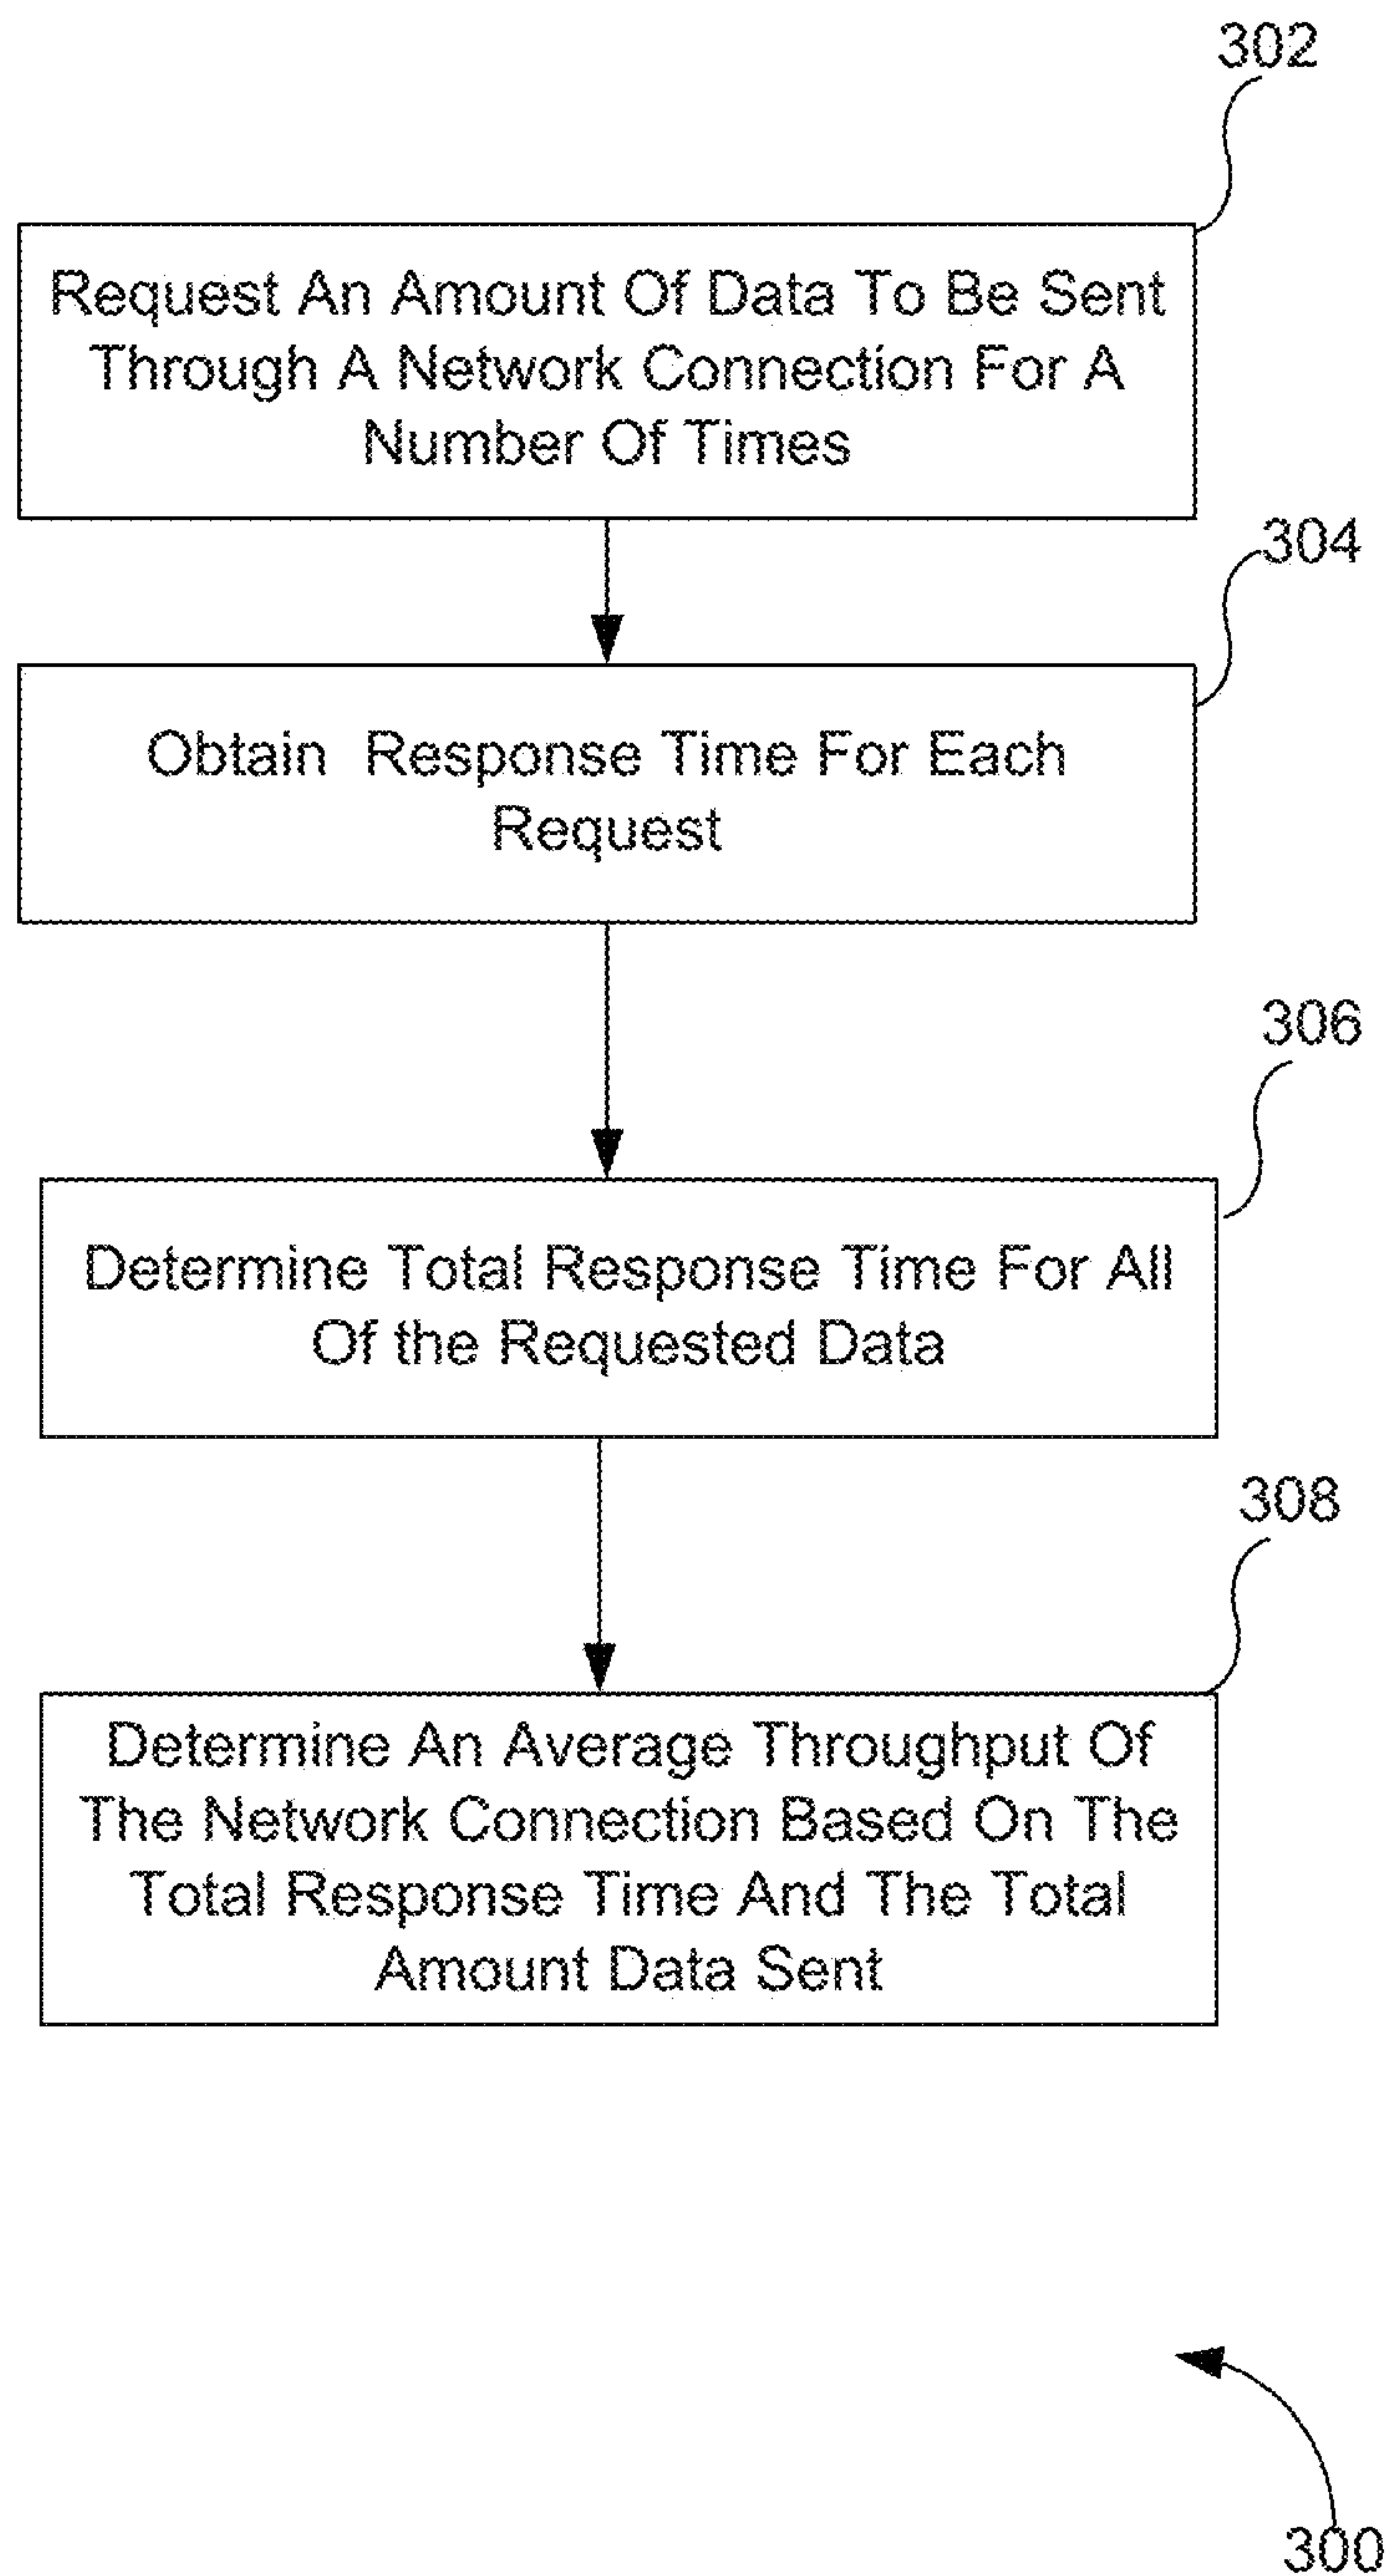 302
Request An Amount Of Data To Be Sent
Through A Network Connection For A
Number Of Times
304
Obtain  Response Time For Each
Request
306
Determine Total Response Time For All
Of the Requested Data
308
Determine An Average Throughput Of
The Network Connection Based On The
Total Response Time And The Total
Amount Data Sent
300